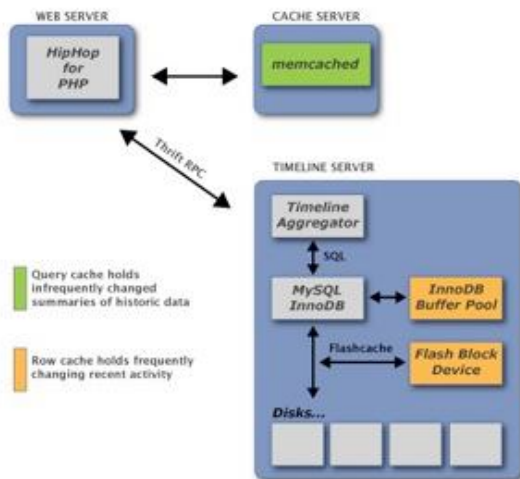 WEB SERVER
HipHop
for
PHP
CACHE SERVER
memcached
Thrift RPC
TIMELINE SERVER
Timeline
Aggregator
SQL
MySQL
InnoDB
InnoDB
Buffer Pool
Flashcache
Flash Block
Device
Disks...
Query cache holds
infrequently changed
summaries of historic data
Row cache holds frequently
changing recent activity